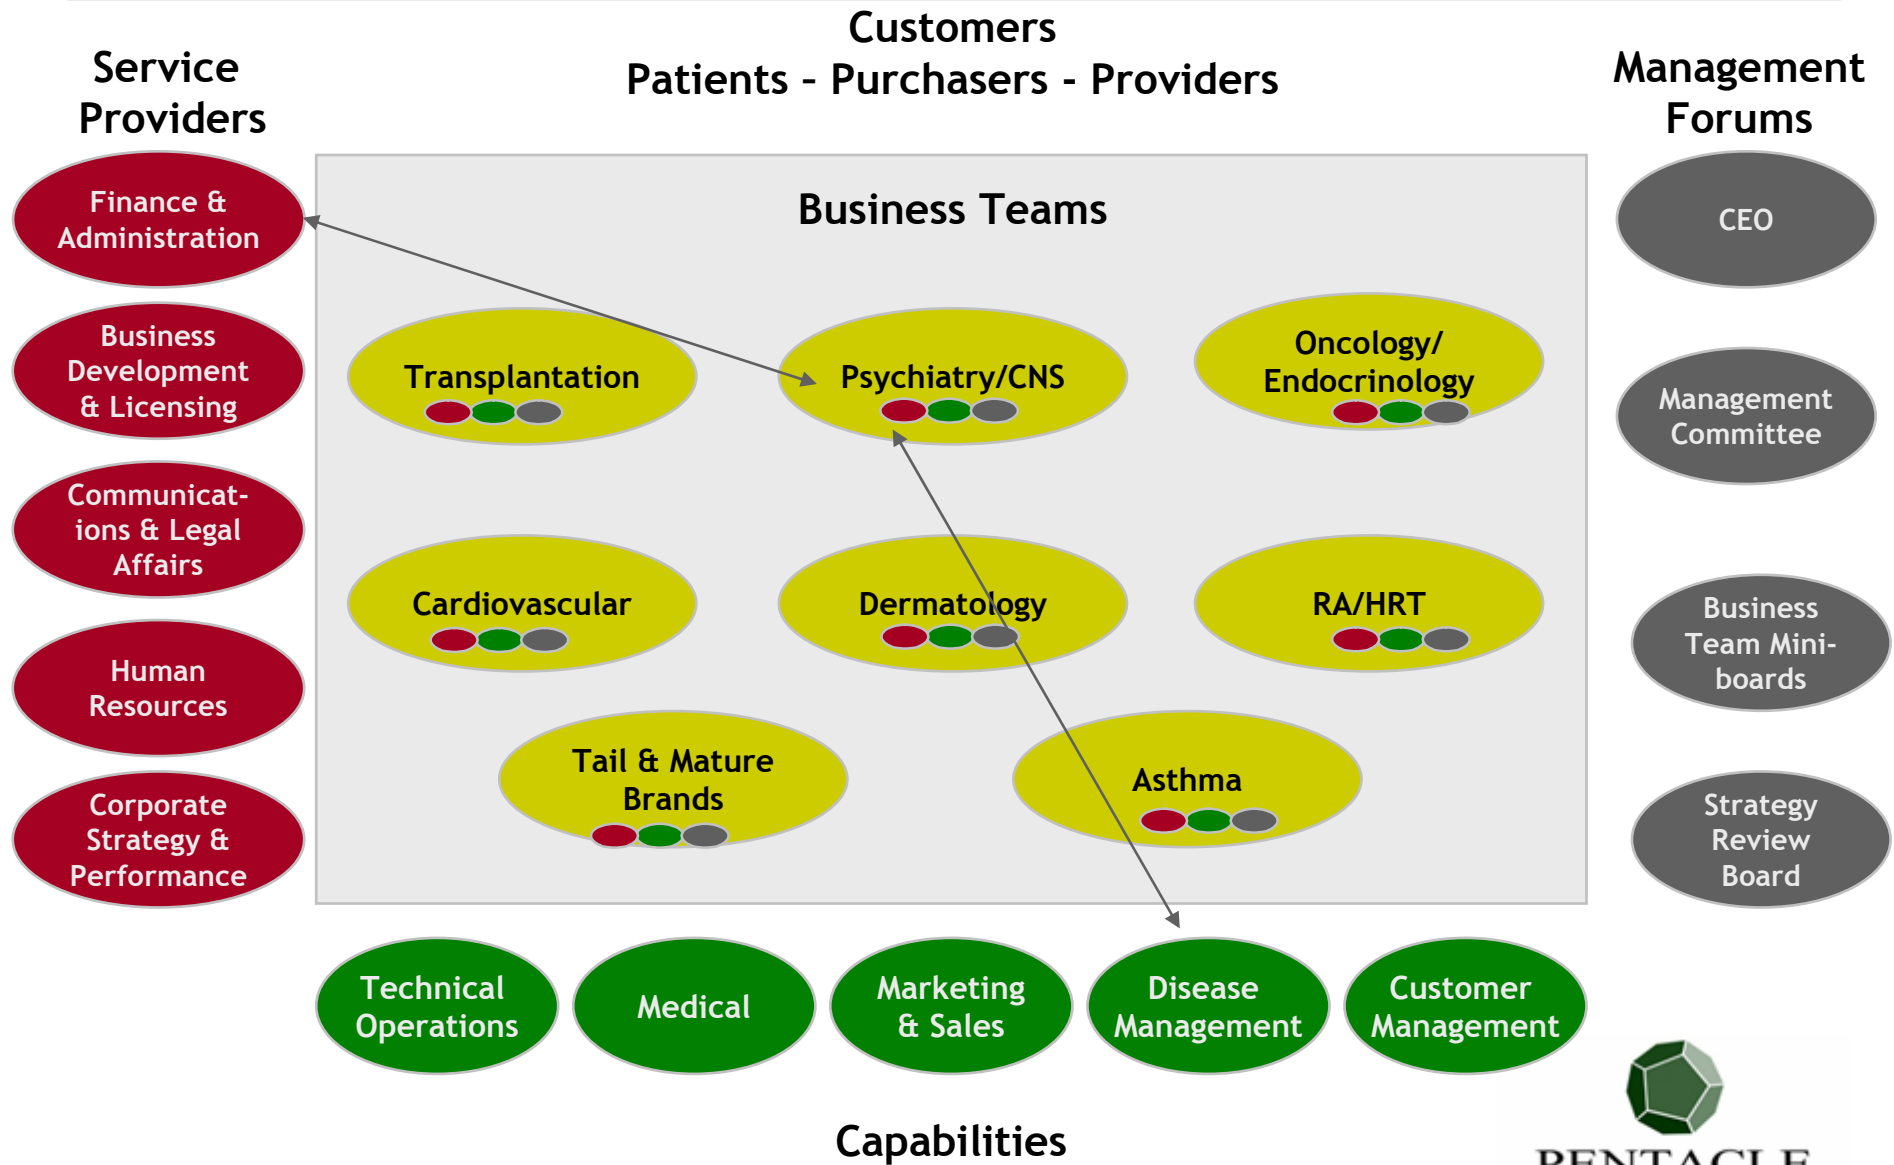 Customers
Patients – Purchasers - Providers
Service
Providers
Management
Forums
Finance &
Administration
Business
Development
& Licensing
Communicat-
ions & Legal
Affairs
Human
Resources
Corporate
Strategy &
Performance
Business Teams
Transplantation
Psychiatry/CNS
Oncology/
Endocrinology
Cardiovascular
Dermatology
RA/HRT
Tail & Mature
Brands
Asthma
CEO
Management
Committee
Business
Team Mini-
boards
Strategy
Review
Board
Technical
Operations
Medical
Marketing
& Sales
Disease
Management
Customer
Management
Capabilities
PENTACLE